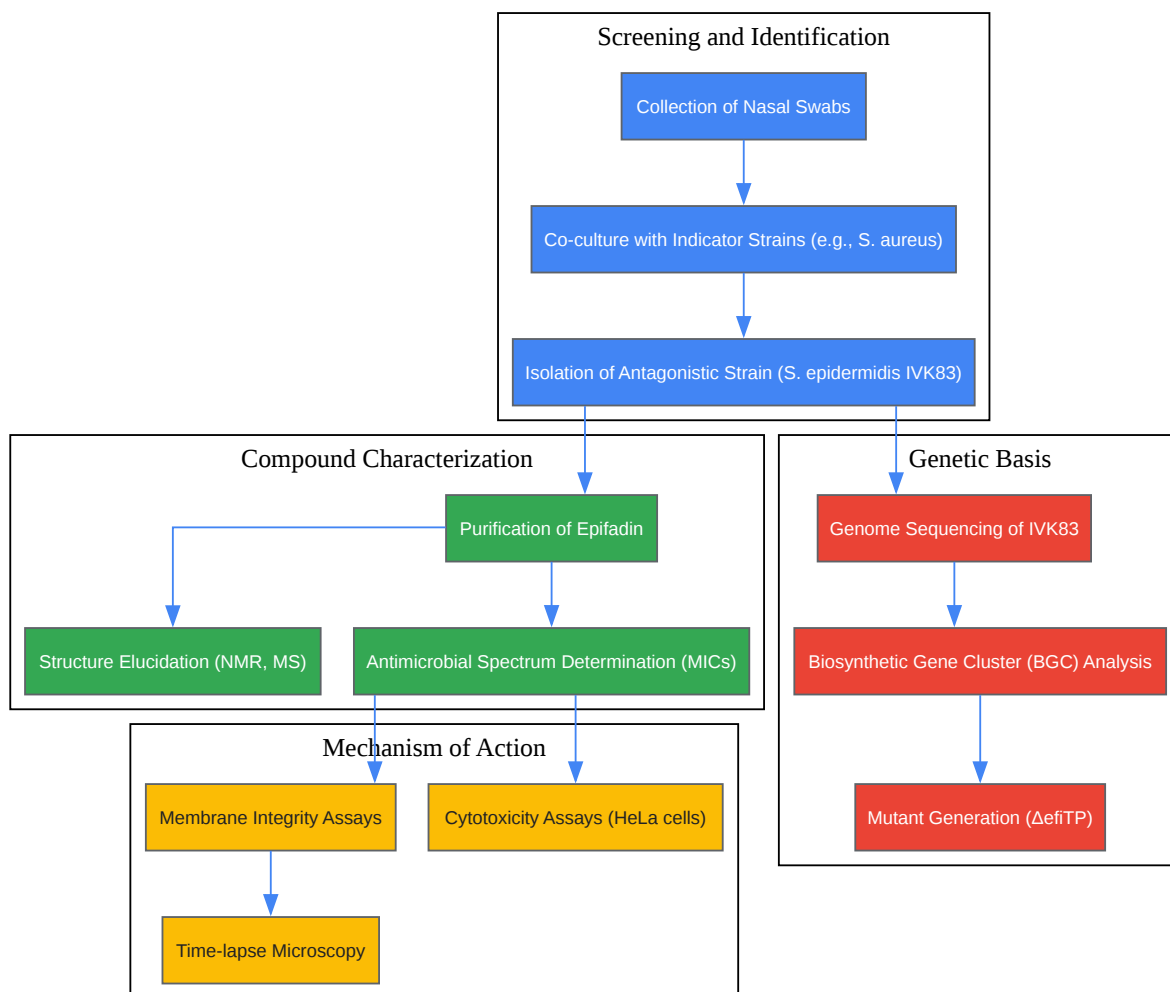 Screening and Identification
Collection of Nasal Swabs
Co-culture with Indicator Strains (e.g., S. aureus)
Isolation of Antagonistic Strain (S. epidermidis IVK83)
Compound Characterization
Purification of Epifadin
Structure Elucidation (NMR, MS)
Antimicrobial Spectrum Determination (MICs)
Genetic Basis
Genome Sequencing of IVK83
Biosynthetic Gene Cluster (BGC) Analysis
Mutant Generation (ΔefiTP)
Mechanism of Action
Membrane Integrity Assays
Cytotoxicity Assays (HeLa cells)
Time-lapse Microscopy